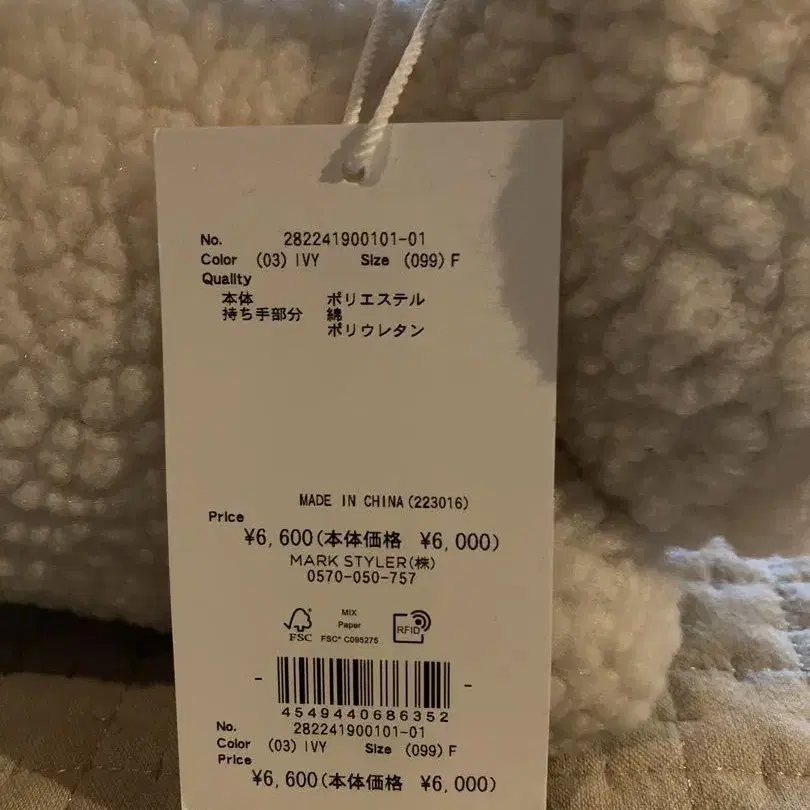 No. 282241900101-01
Color (03) IVY Size (099) F
Quality
本体 ポリエステル
持ち手部分 綿
ポリウレタン
MADE IN CHINA(223016)
Price
¥6,600(本体価格 ¥6,000)
MARK STYLER(株)
0570-050-757
FSC
MIX
Paper
FSC® C095275
RFID
4549440686352
No. 282241900101-01
Color (03) IVY Size (099) F
Price
¥6,600(本体価格 ¥6,000)